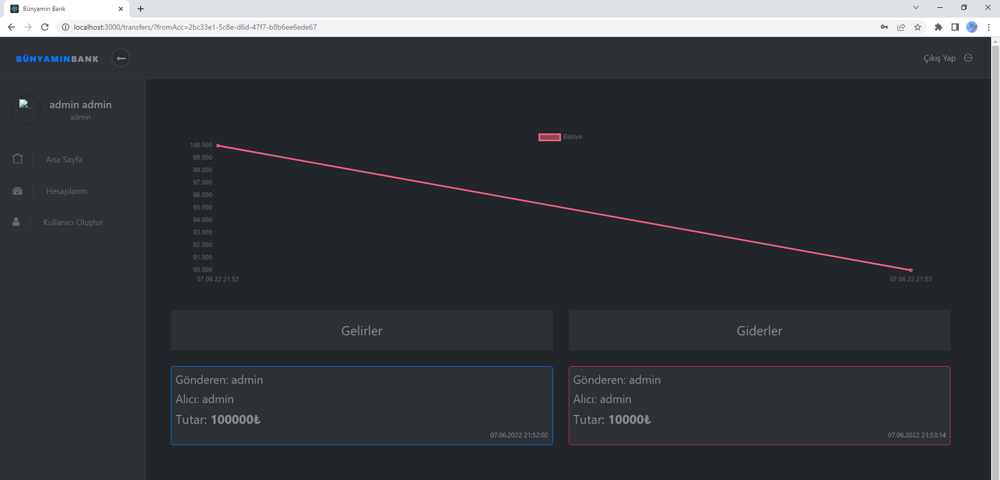 Bünyamin Bank
localhost:3000/transfers/?fromAcc=2bc33e1-5c8e-d6d-47f7-b8b6ee6ede67
BÜNYAMINBANK
Çıkış Yap
...
admin admin
admin
Ana Sayfa
Hesaplarım
Kullanıcı Oluştur
Bakiye
100.000
99.000
98.000
97.000
96.000
95.000
94.000
93.000
92.000
91.000
90.000
07.06.22 21:52
07.06.22 21:53
Gelirler
Gönderen: admin
Alıcı: admin
Tutar: 100000₺
07.06.2022 21:52:02
Giderler
Gönderen: admin
Alıcı: admin
Tutar: 10000₺
07.06.2022 21:53:14